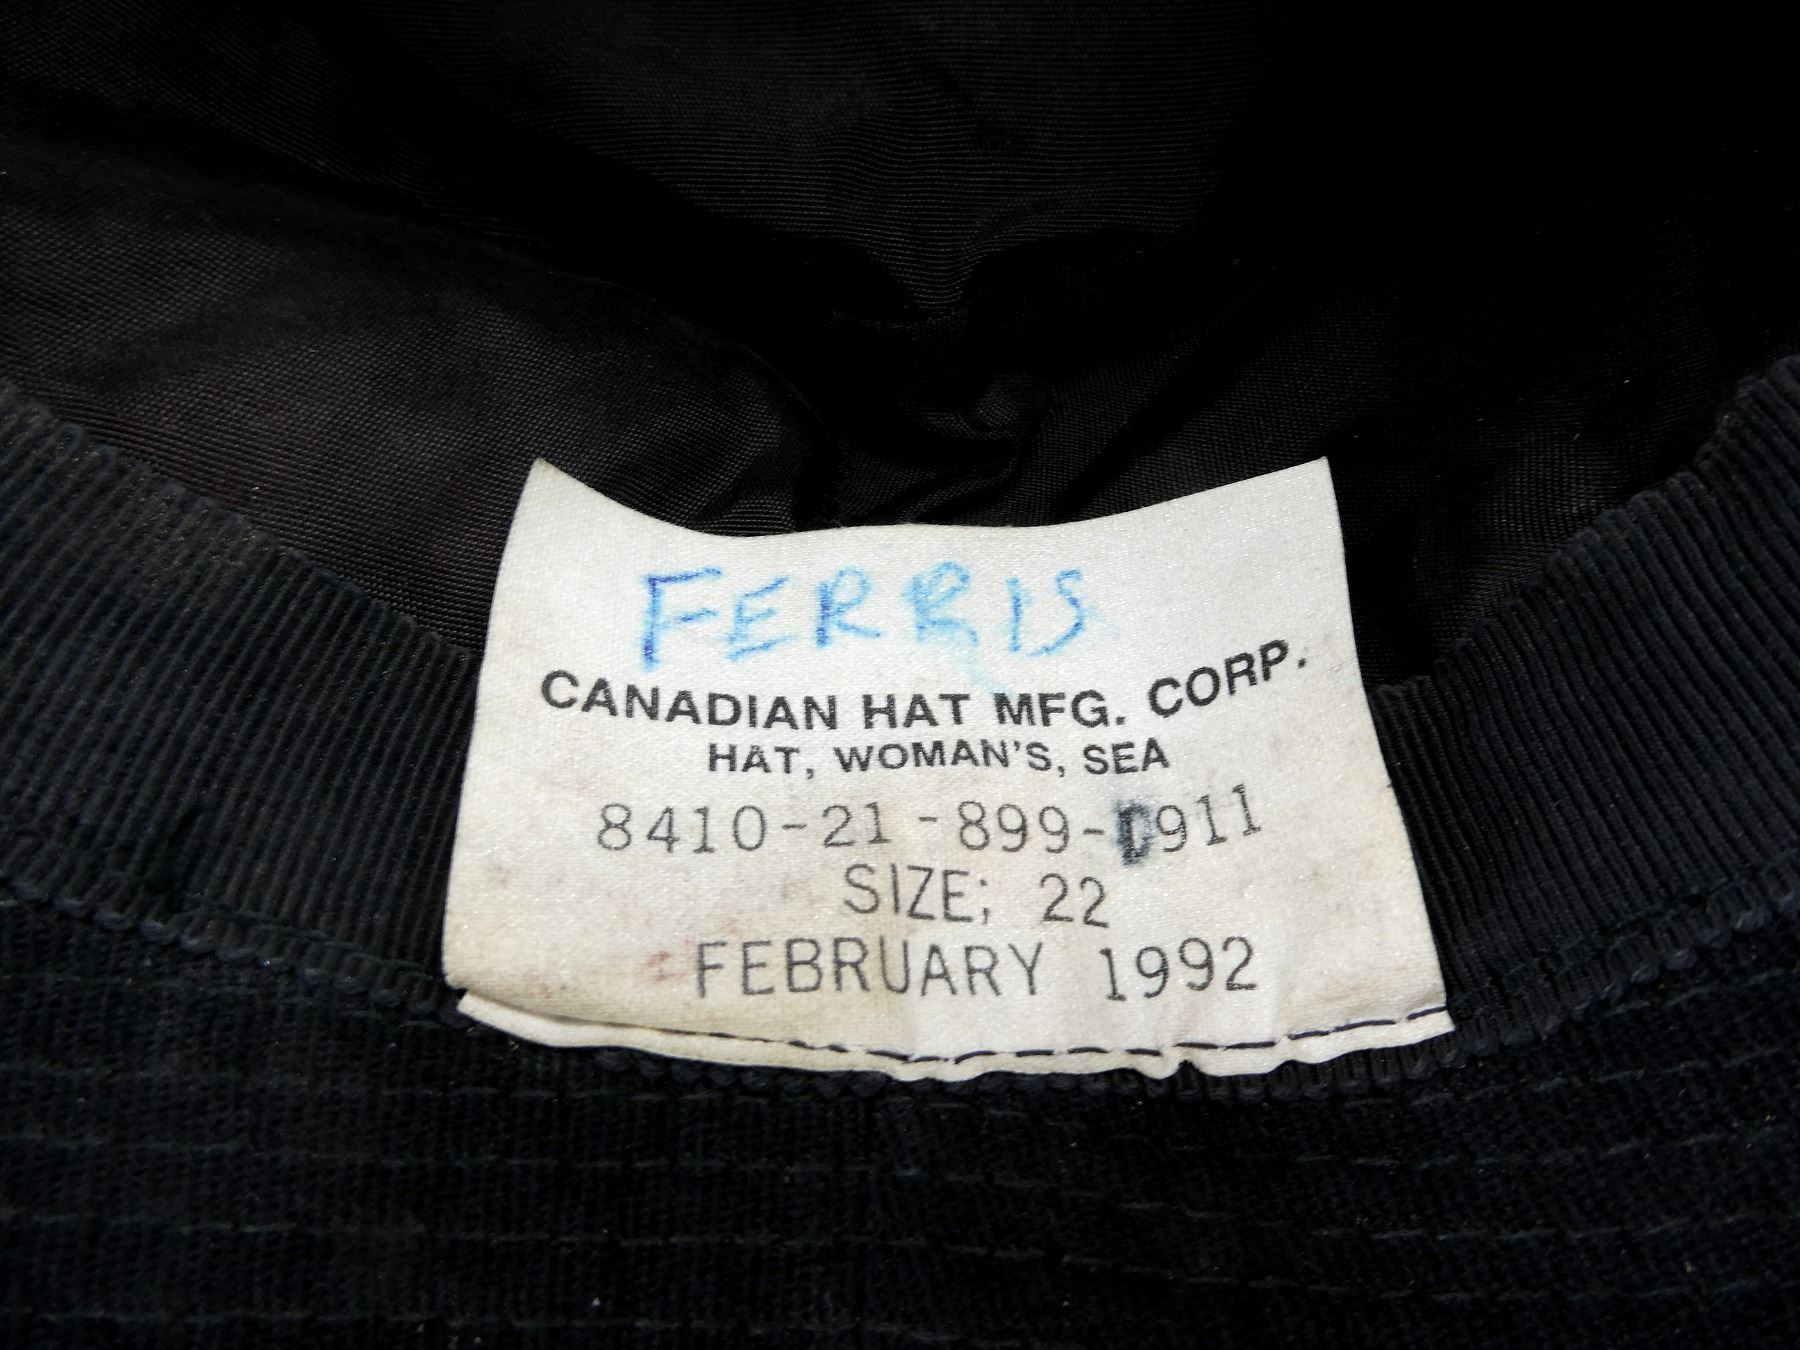 FERRIS
CANADIAN HAT MFG. CORP.
HAT, WOMAN'S, SEA
8410-21-899-0911
SIZE; 22
FEBRUARY 1992